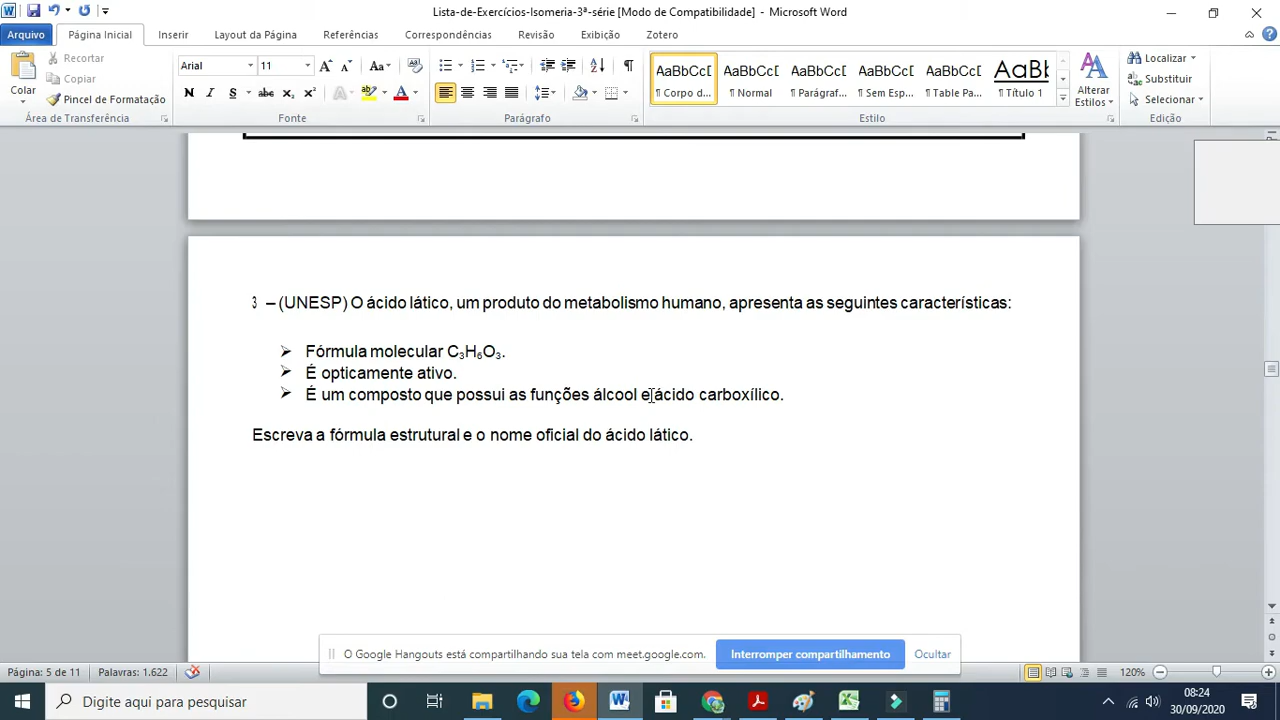 Lista-de-Exercícios-Isomeria-3ª-série [Modo de Compatibilidade] - Microsoft Word
Arquivo Página Inicial Inserir Layout da Página Referências Correspondências Revisão Exibição Zotero
Colar
Recortar
Copiar
Pincel de Formatação
Área de Transferência
Arial 11
Fonte
Parágrafo
AaBbCcD AaBbCcDc AaBbCcDc AaBbCcDc AaBbCcDc AaBb
¶ Corpo d... ¶ Normal ¶ Parágraf... ¶ Sem Esp... ¶ Table Pa... ¶ Título 1
Alterar
Estilos
Estilo
Localizar
Substituir
Selecionar
Edição
3 – (UNESP) O ácido lático, um produto do metabolismo humano, apresenta as seguintes características:
➢ Fórmula molecular C₃H₆O₃.
➢ É opticamente ativo.
➢ É um composto que possui as funções álcool e ácido carboxílico.
Escreva a fórmula estrutural e o nome oficial do ácido lático.
O Google Hangouts está compartilhando sua tela com meet.google.com. Interromper compartilhamento Ocultar
Página: 5 de 11 Palavras: 1.622 120%
Digite aqui para pesquisar
08:24
30/09/2020